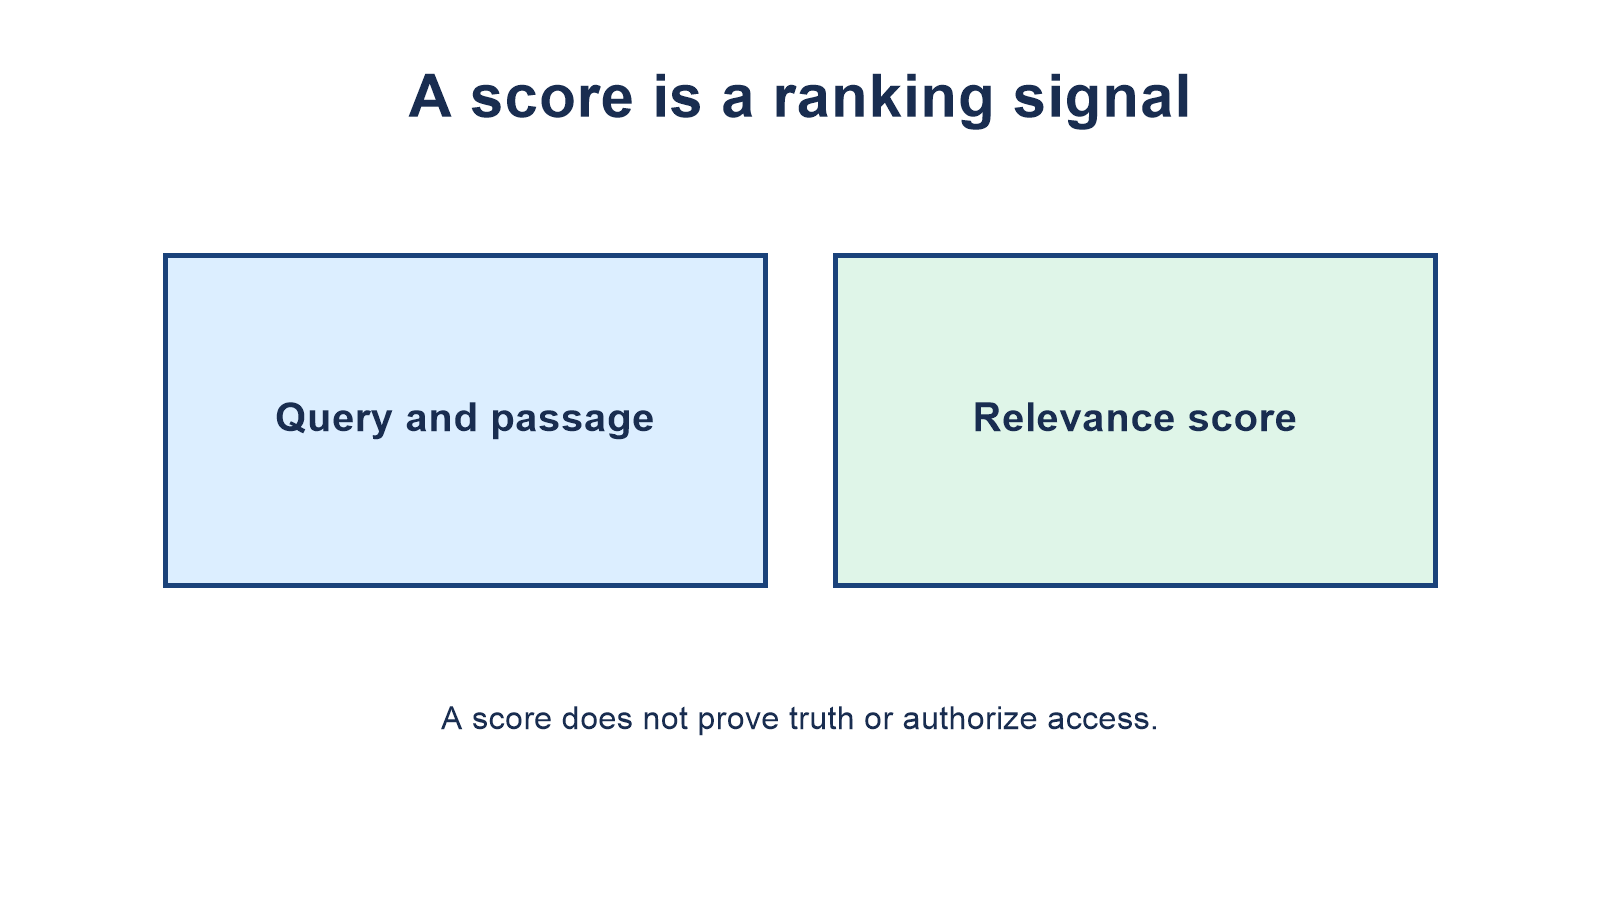 A score is a ranking signal
Query and passage
Relevance score
A score does not prove truth or authorize access.